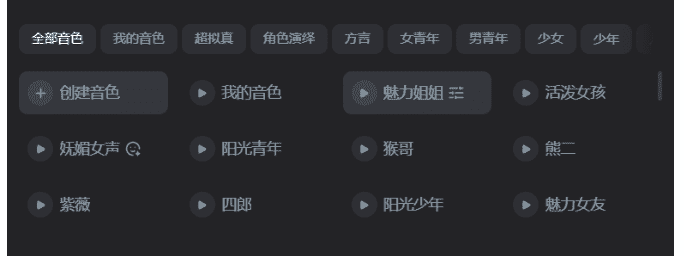 全部音色 我的音色 超拟真 角色演绎 方言 女青年 男青年 少女 少年
创建音色 我的音色 魅力姐姐 活泼女孩
妩媚女声 阳光青年 猴哥 熊二
紫薇 四郎 阳光少年 魅力女友